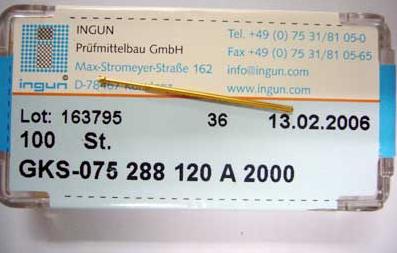 INGUN
Prüfmittelbau GmbH
Max-Stromeyer-Straße 162
ingun
Tel. +49 (0) 75 31/81 05-0
Fax +49 (0) 75 31/81 05-65
info@ingun.com
www.ingun.com
Lot: 163795 36 13.02.2006
100 St.
GKS-075 288 120 A 2000